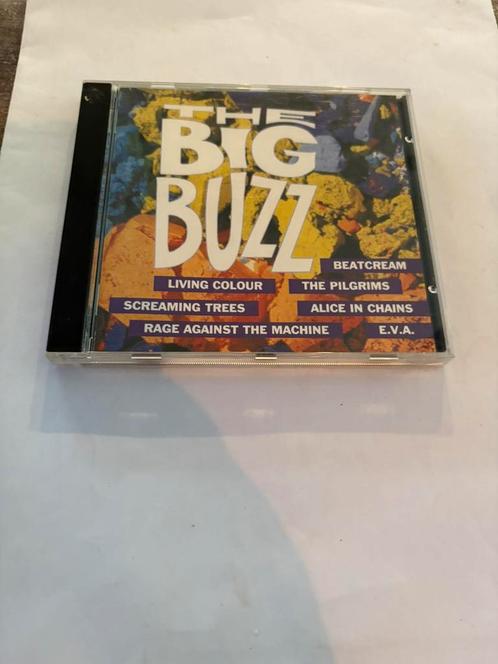 THE
BIG
BUZZ
BEATCREAM
LIVING COLOUR THE PILGRIMS
SCREAMING TREES ALICE IN CHAINS
RAGE AGAINST THE MACHINE E.V.A.